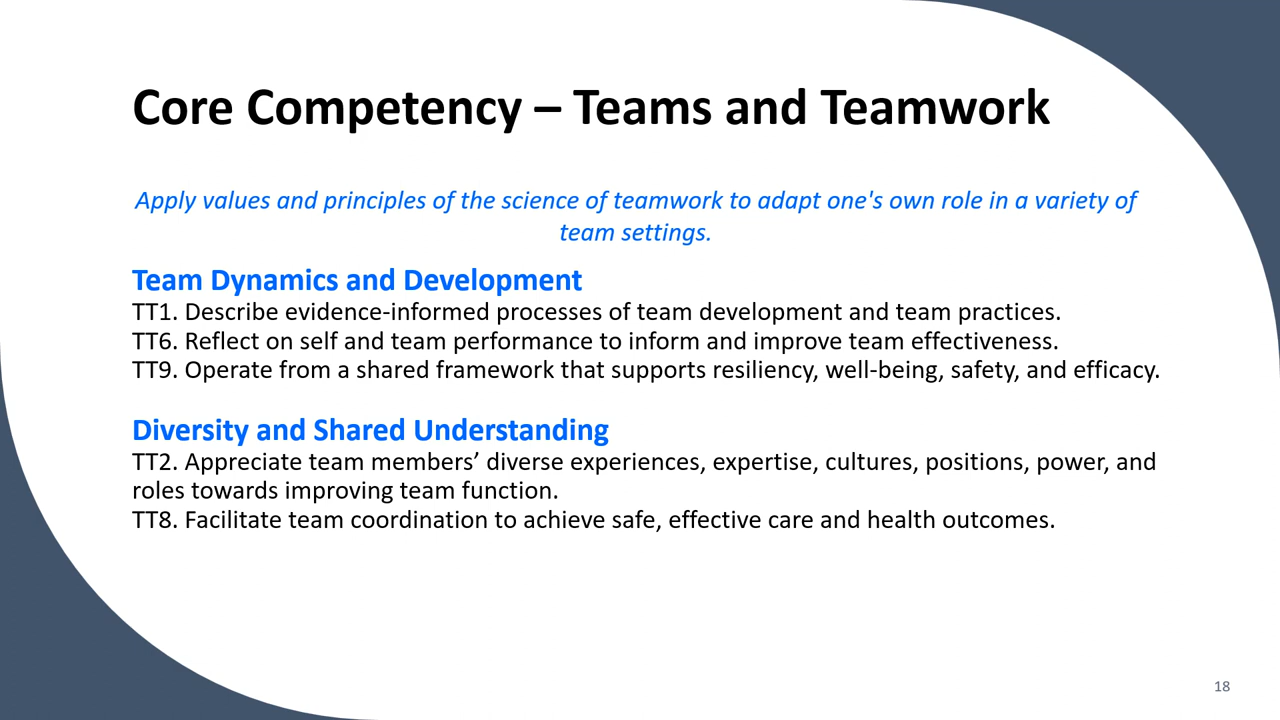 Core Competency – Teams and Teamwork
Apply values and principles of the science of teamwork to adapt one's own role in a variety of
team settings.
Team Dynamics and Development
TT1. Describe evidence-informed processes of team development and team practices.
TT6. Reflect on self and team performance to inform and improve team effectiveness.
TT9. Operate from a shared framework that supports resiliency, well-being, safety, and efficacy.
Diversity and Shared Understanding
TT2. Appreciate team members’ diverse experiences, expertise, cultures, positions, power, and
roles towards improving team function.
TT8. Facilitate team coordination to achieve safe, effective care and health outcomes.
18